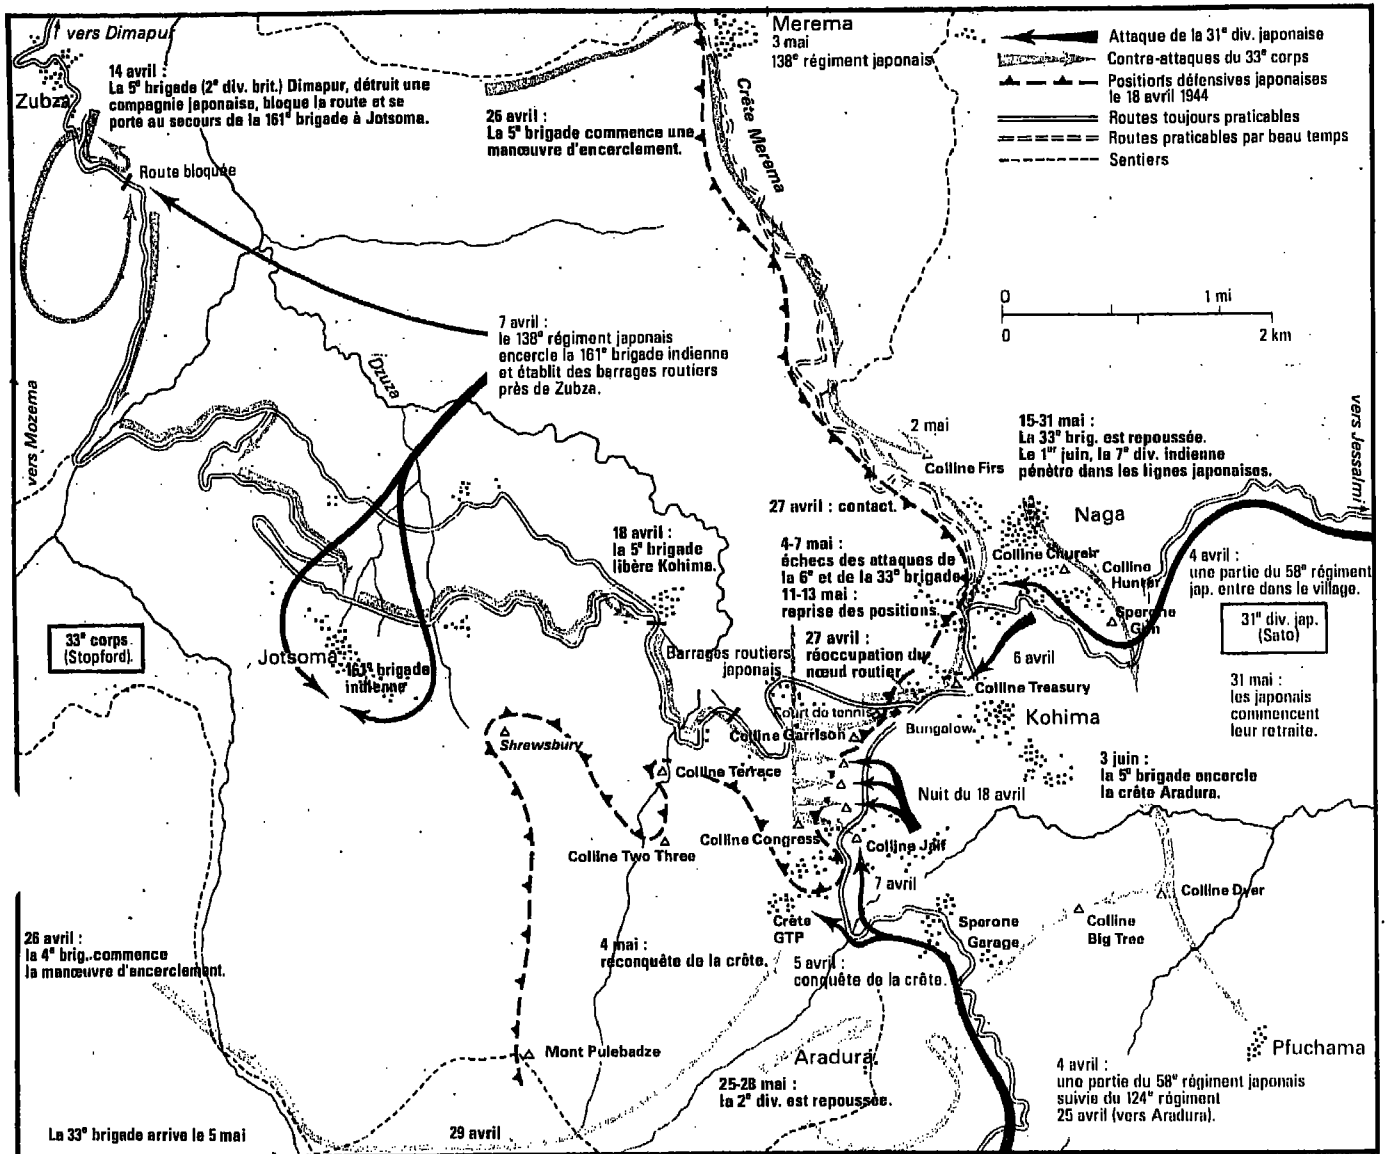 vers Dimapur
Zubza
14 avril :
La 5e brigade (2e div. brit.) Dimapur, détruit une
compagnie japonaise, bloque la route et se
porte au secours de la 161e brigade à Jotsoma.
Route bloquée
26 avril :
La 5e brigade commence une
manœuvre d'encerclement.
Merema
3 mai
138e régiment japonais
Crête Merema
Attaque de la 31e div. japonaise
Contre-attaques du 33e corps
Positions défensives japonaises
le 18 avril 1944
Routes toujours praticables
Routes praticables par beau temps
Sentiers
0 1 mi
0 2 km
7 avril :
le 138e régiment japonais
encercle la 161e brigade indienne
et établit des barrages routiers
près de Zubza.
Dzuza
vers Mozema
vers Jessalmi
2 mai
Colline Firs
15-31 mai :
La 33e brig. est repoussée.
Le 1er juin, la 7e div. indienne
pénètre dans les lignes japonaises.
27 avril : contact.
Naga
18 avril :
la 5e brigade
libère Kohima.
4-7 mai :
échecs des attaques de
la 6e et de la 33e brigade
11-13 mai :
reprise des positions.
Colline Church
Colline
Hunter
Sperone
Gun
4 avril :
une partie du 58e régiment
jap. entre dans le village.
31e div. jap.
(Sato)
33e corps
(Stopford).
Jotsoma
161e brigade
indienne
Barrages routiers
japonais
27 avril :
réoccupation du
nœud routier
6 avril
Colline Treasury
31 mai :
les japonais
commencent
leur retraite.
Court de tennis
Bungalow
Kohima
Colline Garrison
Shrewsbury
Colline Terrace
3 juin :
la 5e brigade encercle
la crête Aradura.
Nuit du 18 avril
Colline Congress
Colline Jail
Colline Two Three
7 avril
Colline Dyer
Colline
Big Tree
Crête
GTP
Sperone
Garage
26 avril :
la 4e brig. commence
la manœuvre d'encerclement.
4 mai :
reconquête de la crête.
5 avril :
conquête de la crête.
Mont Pulebadze
Aradura
Pfuchama
25-28 mai :
la 2e div. est repoussée.
4 avril :
une partie du 58e régiment japonais
suivie du 124e régiment
25 avril (vers Aradura).
La 33e brigade arrive le 5 mai
29 avril